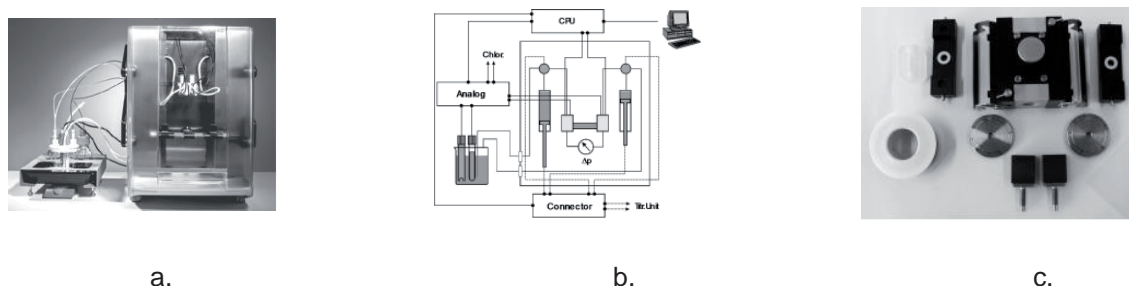 CPU
Chlor.
Analog
Δp
Connector
Titr.Unit
a.
b.
c.